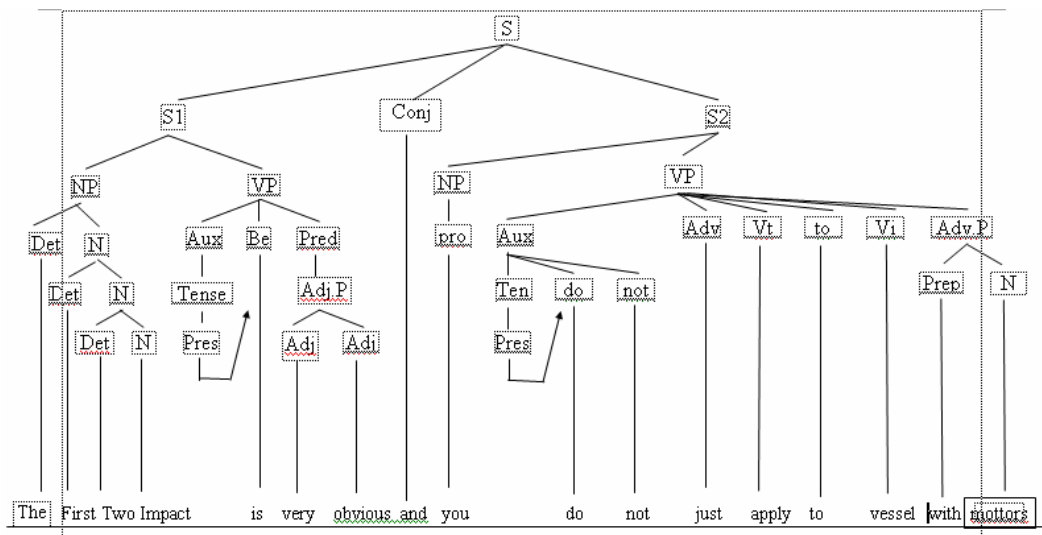 S
S1 Conj S2
NP VP NP VP
Det N Aux Be Pred pro Aux Adv Vt to Vi Adv.P
Det N Tense Adj.P Ten do not Prep N
Det N Pres Adj Adj Pres
The First Two Impact is very obvious and you do not just apply to vessel with mottors